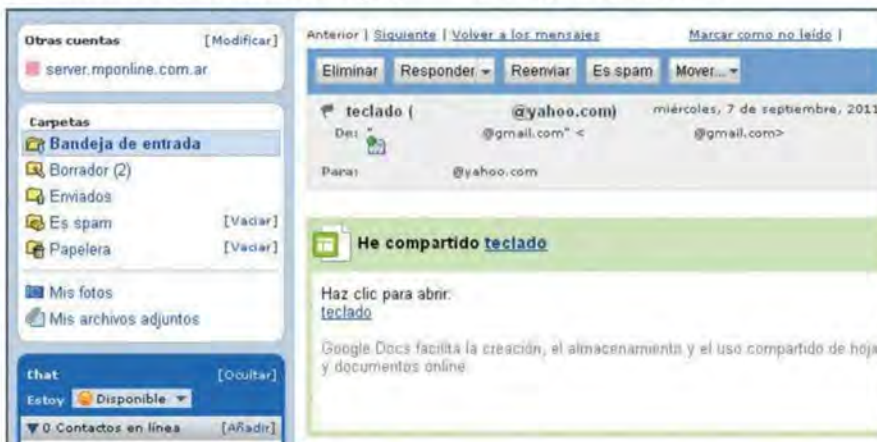 Otras cuentas [Modificar]
server.mponline.com.ar
Carpetas
Bandeja de entrada
Borrador (2)
Enviados
Es spam [Vaciar]
Papelera [Vaciar]
Mis fotos
Mis archivos adjuntos
Chat [Ocultar]
Estoy Disponible
0 Contactos en línea [Añadir]
Anterior | Siguiente | Volver a los mensajes Marcar como no leído |
Eliminar Responder Reenviar Es spam Mover...
teclado ( @yahoo.com) miércoles, 7 de septiembre, 2011
De: " @gmail.com" < @gmail.com>
Para: @yahoo.com
He compartido teclado
Haz clic para abrir:
teclado
Google Docs facilita la creación, el almacenamiento y el uso compartido de hoja
y documentos online